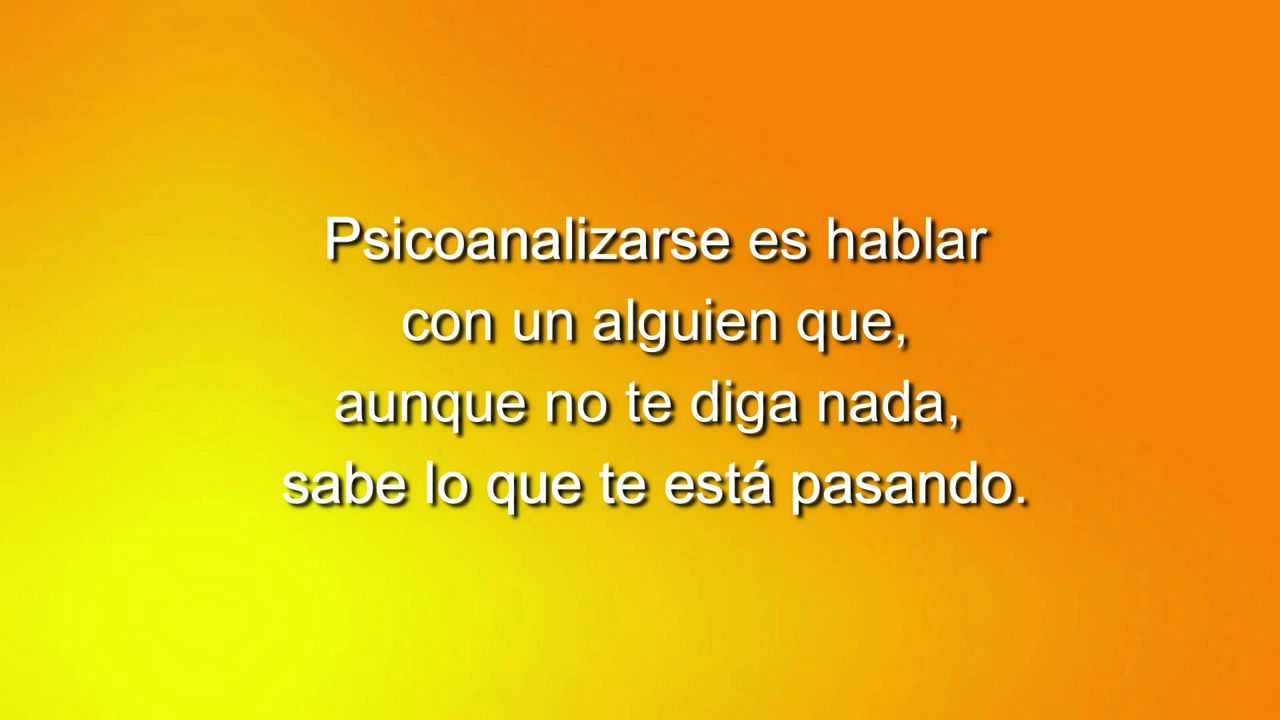 Psicoanalizarse es hablar
con un alguien que,
aunque no te diga nada,
sabe lo que te está pasando.